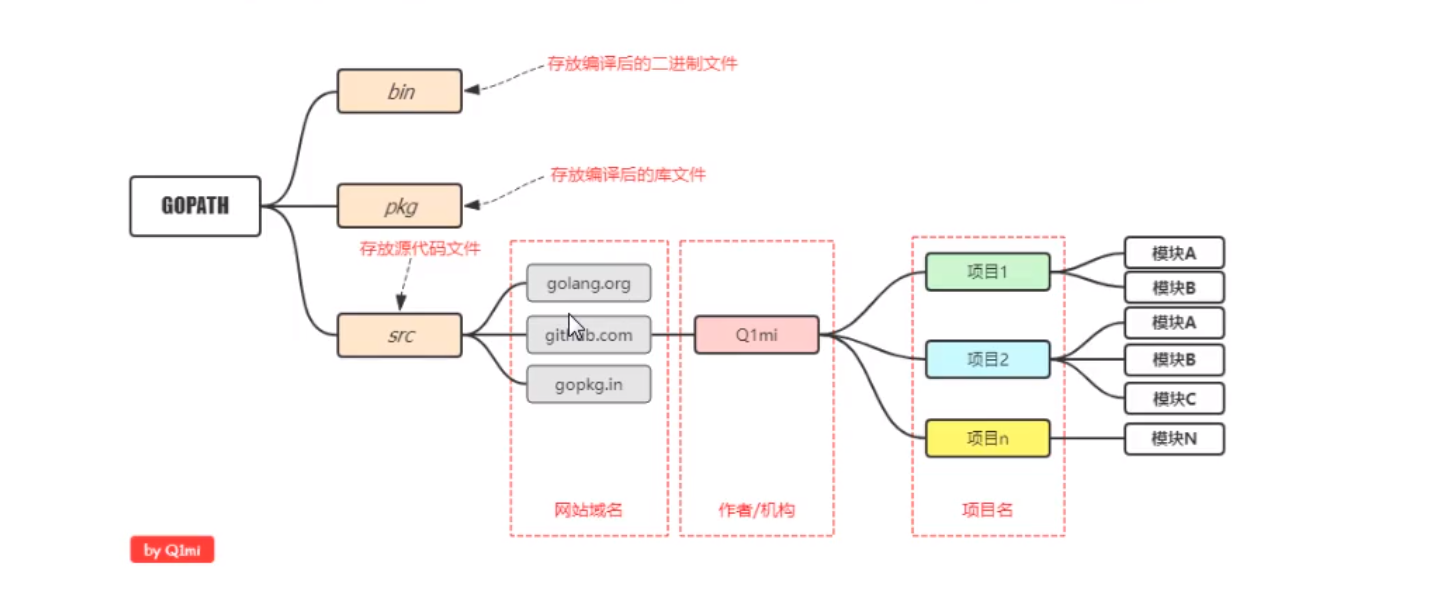 存放编译后的二进制文件
bin
存放编译后的库文件
GOPATH
pkg
存放源代码文件
src
golang.org
github.com
gopkg.in
网站域名
Q1mi
作者/机构
项目1
项目2
项目n
项目名
模块A
模块B
模块A
模块B
模块C
模块N
by Q1mi